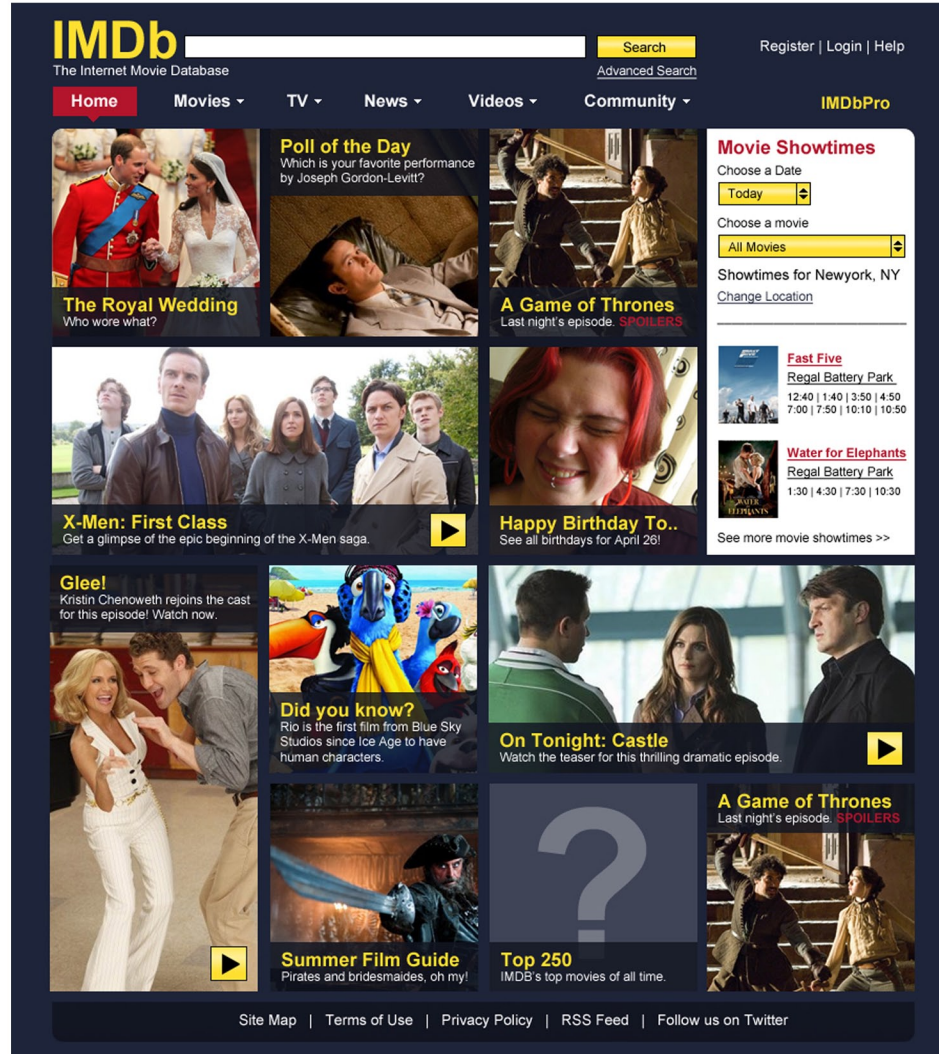 IMDb
The Internet Movie Database
Search
Advanced Search
Register | Login | Help
Home
Movies
TV
News
Videos
Community
IMDbPro
The Royal Wedding
Who wore what?
Poll of the Day
Which is your favorite performance
by Joseph Gordon-Levitt?
A Game of Thrones
Last night's episode. SPOILERS
Movie Showtimes
Choose a Date
Today
Choose a movie
All Movies
Showtimes for Newyork, NY
Change Location
Fast Five
Regal Battery Park
12:40 | 1:40 | 3:50 | 4:50
7:00 | 7:50 | 10:10 | 10:50
WATER
for
ELEPHANTS
Water for Elephants
Regal Battery Park
1:30 | 4:30 | 7:30 | 10:30
See more movie showtimes >>
X-Men: First Class
Get a glimpse of the epic beginning of the X-Men saga.
Happy Birthday To..
See all birthdays for April 26!
Glee!
Kristin Chenoweth rejoins the cast
for this episode! Watch now.
Did you know?
Rio is the first film from Blue Sky
Studios since Ice Age to have
human characters.
On Tonight: Castle
Watch the teaser for this thrilling dramatic episode.
Summer Film Guide
Pirates and bridesmaides, oh my!
?
Top 250
IMDB's top movies of all time.
A Game of Thrones
Last night's episode. SPOILERS
Site Map | Terms of Use | Privacy Policy | RSS Feed | Follow us on Twitter